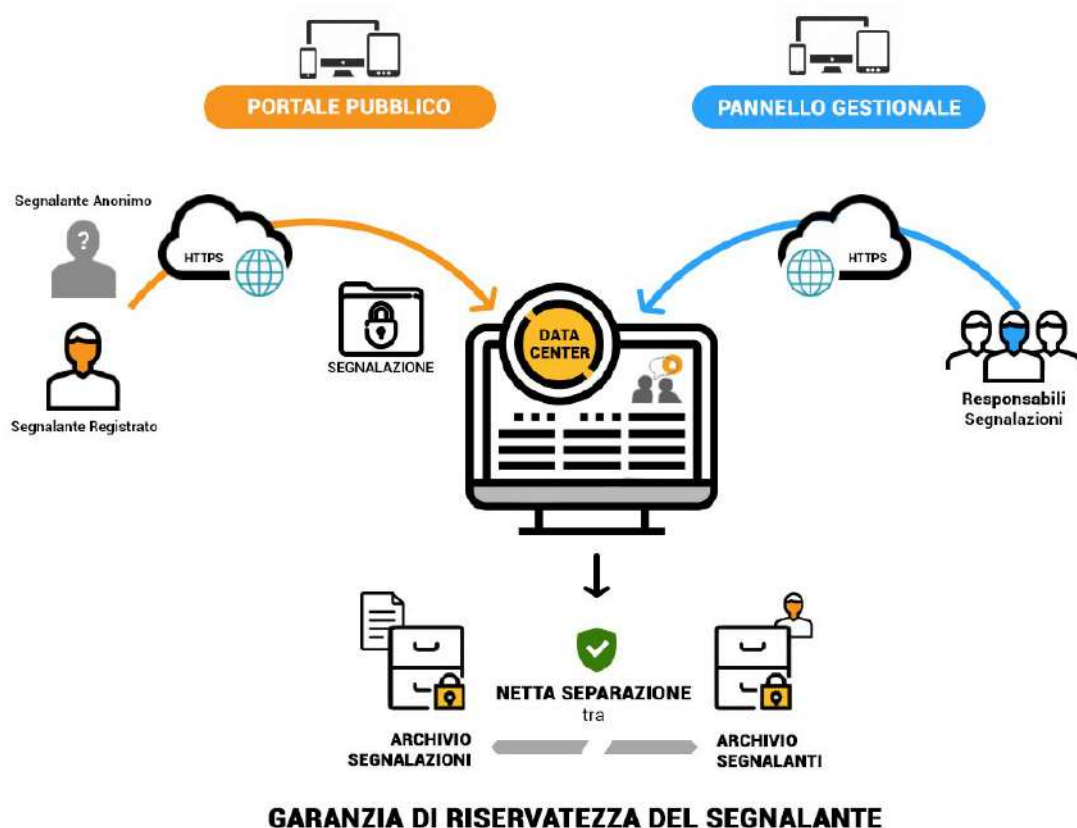 PORTALE PUBBLICO
PANNELLO GESTIONALE
Segnalante Anonimo
?
HTTPS
HTTPS
SEGNALAZIONE
DATA
CENTER
Segnalante Registrato
Responsabili
Segnalazioni
NETTA SEPARAZIONE
tra
ARCHIVIO
SEGNALAZIONI
ARCHIVIO
SEGNALANTI
GARANZIA DI RISERVATEZZA DEL SEGNALANTE